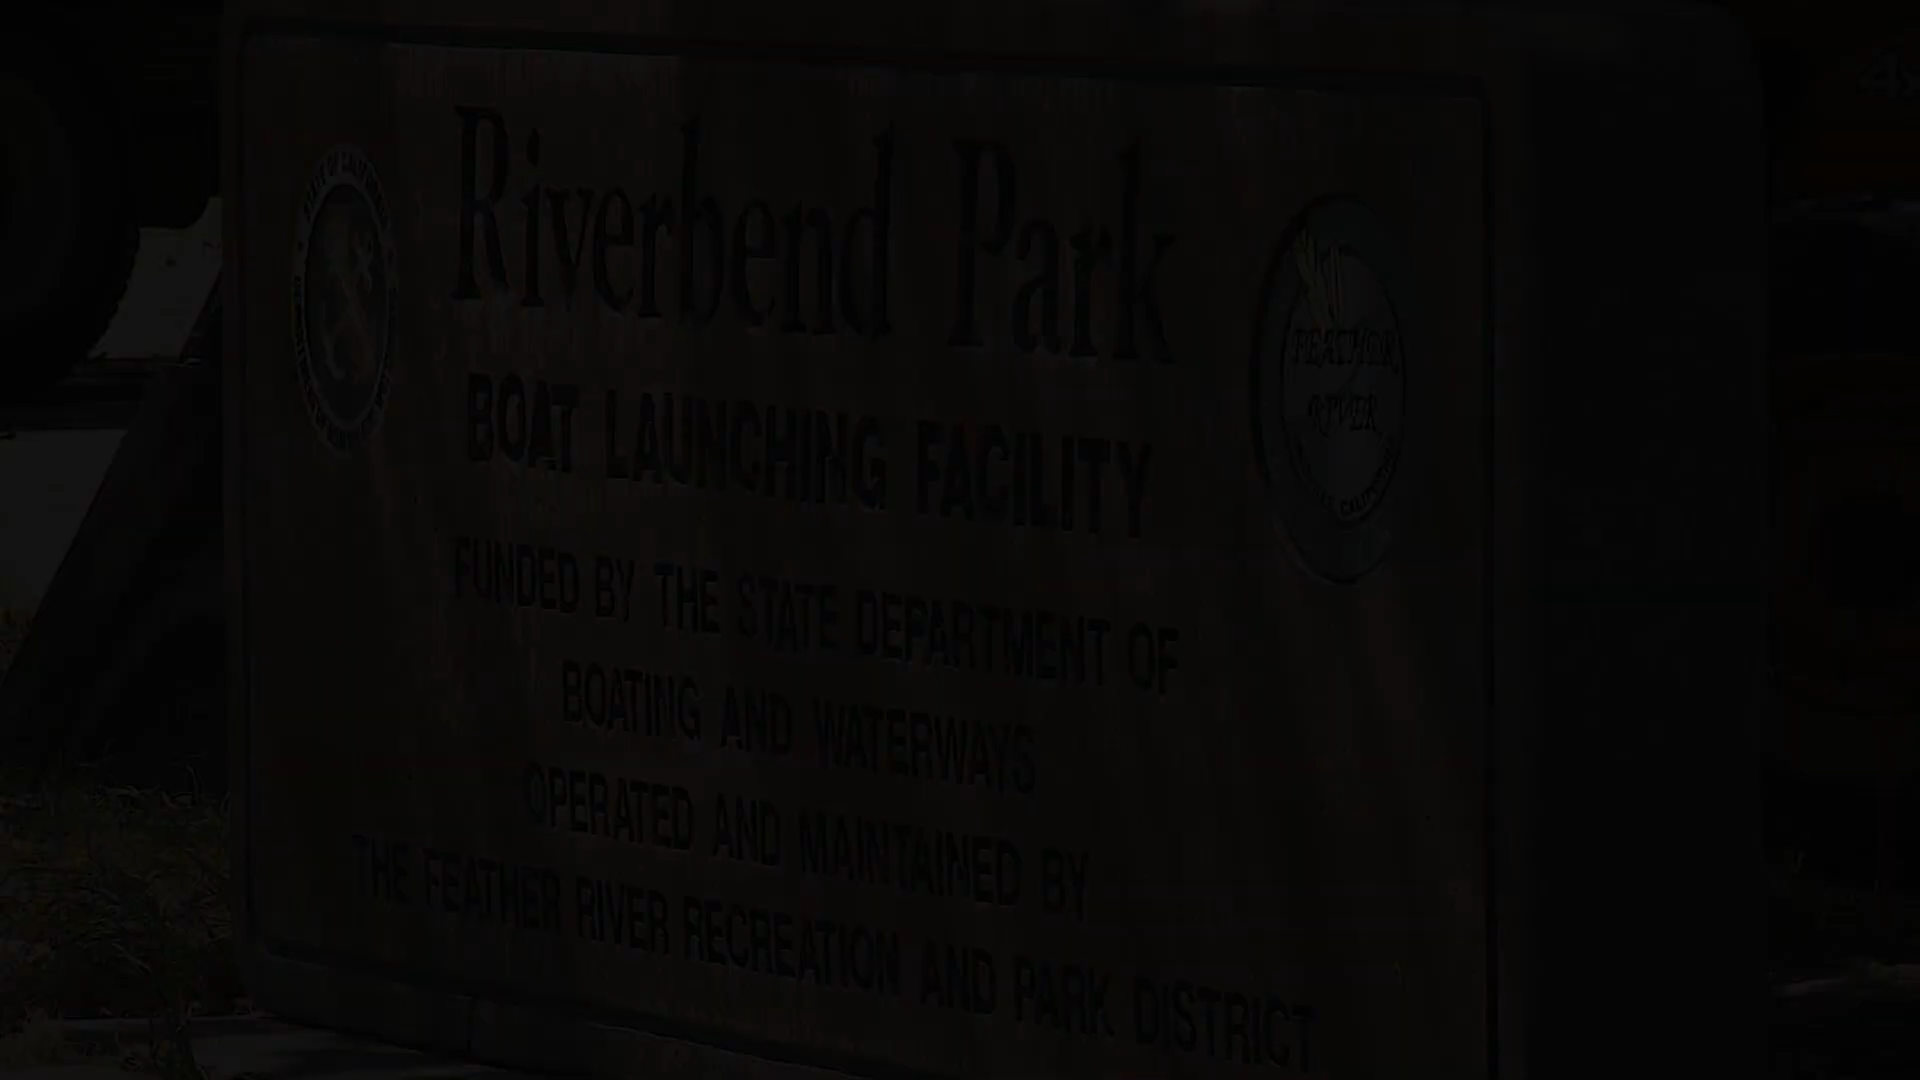 Riverbend Park
BOAT LAUNCHING FACILITY
FUNDED BY THE STATE DEPARTMENT OF
BOATING AND WATERWAYS
OPERATED AND MAINTAINED BY
THE FEATHER RIVER RECREATION AND PARK DISTRICT
FEATHER
RIVER